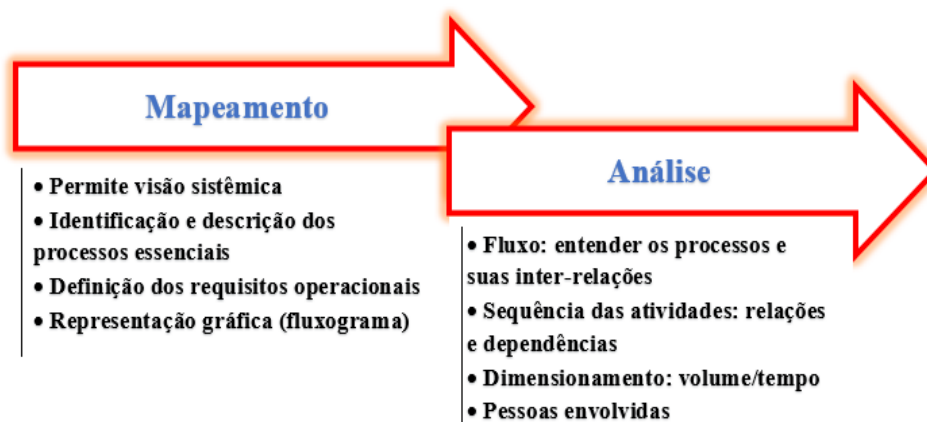 Mapeamento
• Permite visão sistêmica
• Identificação e descrição dos
processos essenciais
• Definição dos requisitos operacionais
• Representação gráfica (fluxograma)
Análise
• Fluxo: entender os processos e
suas inter-relações
• Sequência das atividades: relações
e dependências
• Dimensionamento: volume/tempo
• Pessoas envolvidas